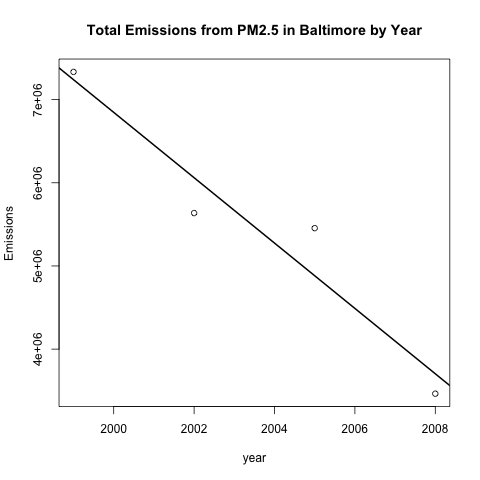 Total Emissions from PM2.5 in Baltimore by Year
Emissions
7e+06
6e+06
5e+06
4e+06
2000 2002 2004 2006 2008
year